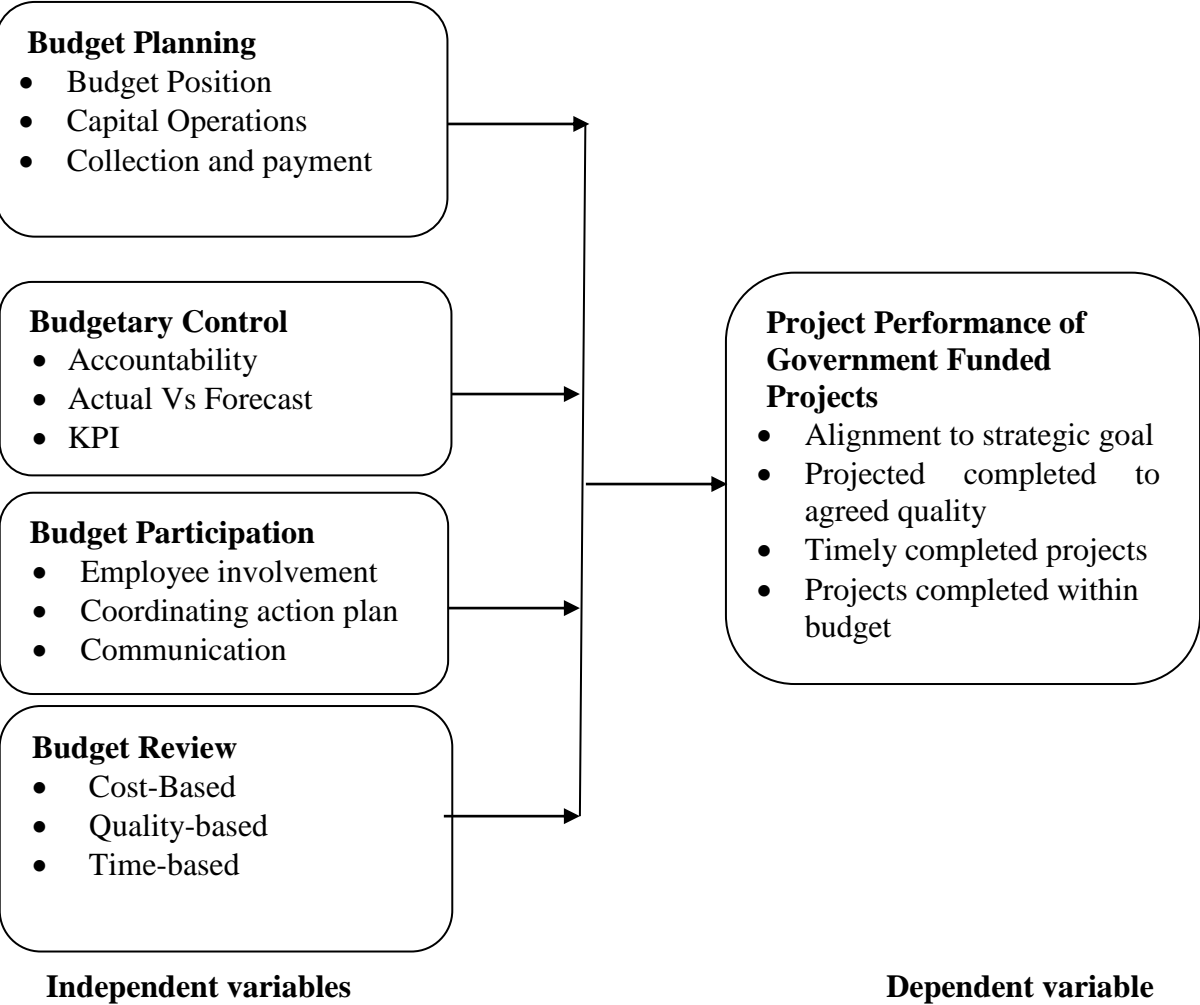 Budget Planning
• Budget Position
• Capital Operations
• Collection and payment
Budgetary Control
• Accountability
• Actual Vs Forecast
• KPI
Budget Participation
• Employee involvement
• Coordinating action plan
• Communication
Budget Review
• Cost-Based
• Quality-based
• Time-based
Project Performance of
Government Funded
Projects
• Alignment to strategic goal
• Projected completed to
agreed quality
• Timely completed projects
• Projects completed within
budget
Independent variables
Dependent variable